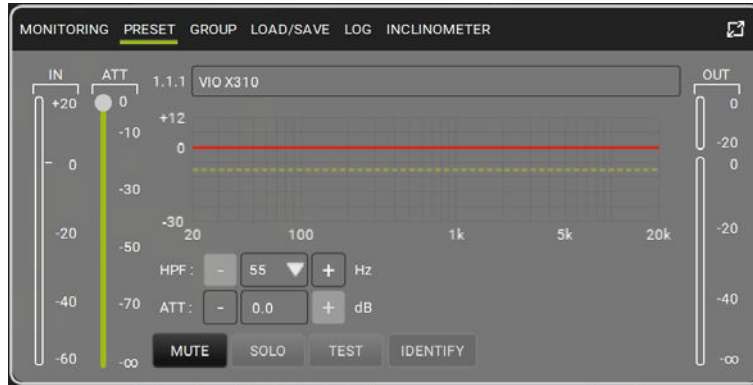 MONITORING PRESET GROUP LOAD/SAVE LOG INCLINOMETER
IN ATT 1.1.1 VIO X310 OUT
+20 0 +12 0
-10 -20
0 0 0
-30
-20 -30 -20
20 100 1k 5k 20k
-50
HPF: - 55 + Hz
-40 -70 ATT: - 0.0 + dB -40
MUTE SOLO TEST IDENTIFY
-60 -∞ -∞